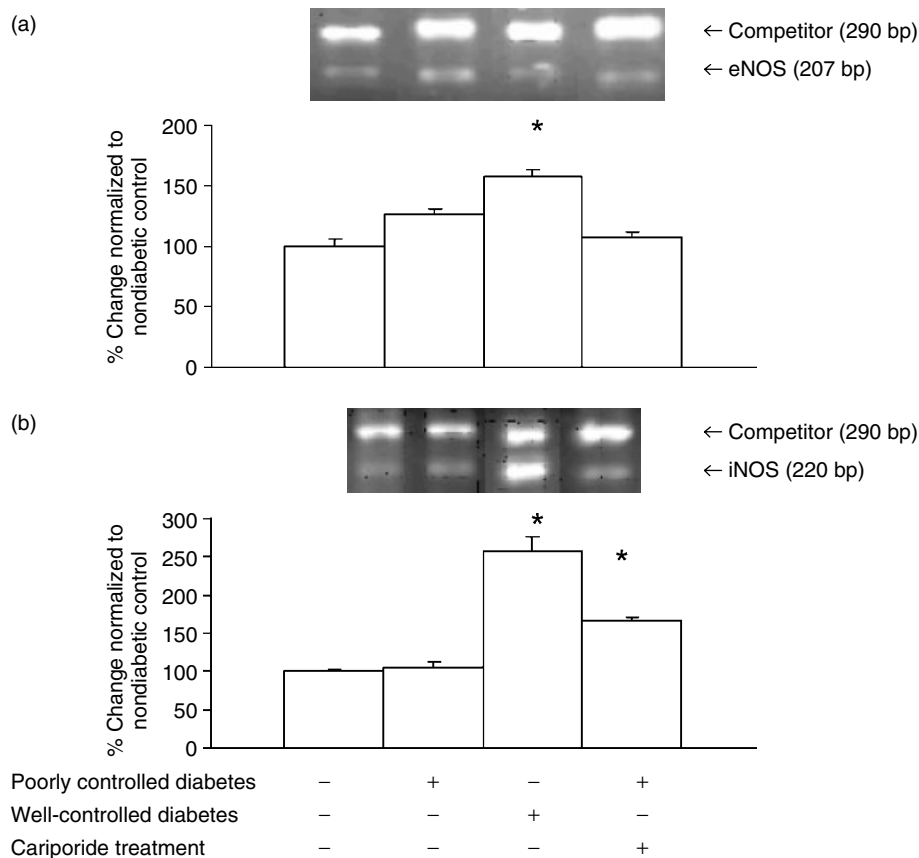 (a)
← Competitor (290 bp)
← eNOS (207 bp)
% Change normalized to
nondiabetic control
200
150
100
50
0
*
(b)
← Competitor (290 bp)
← iNOS (220 bp)
% Change normalized to
nondiabetic control
300
250
200
150
100
50
0
*
*
Poorly controlled diabetes − + − +
Well-controlled diabetes − − + −
Cariporide treatment − − − +